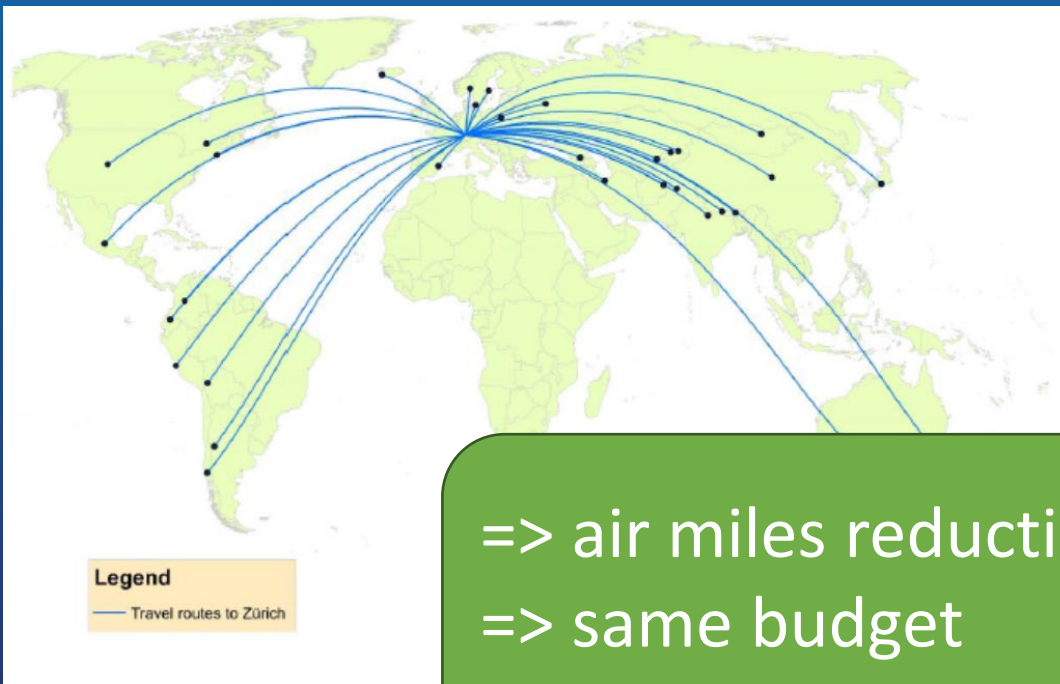 Legend
Travel routes to Zürich
=> air miles reducti
=> same budget